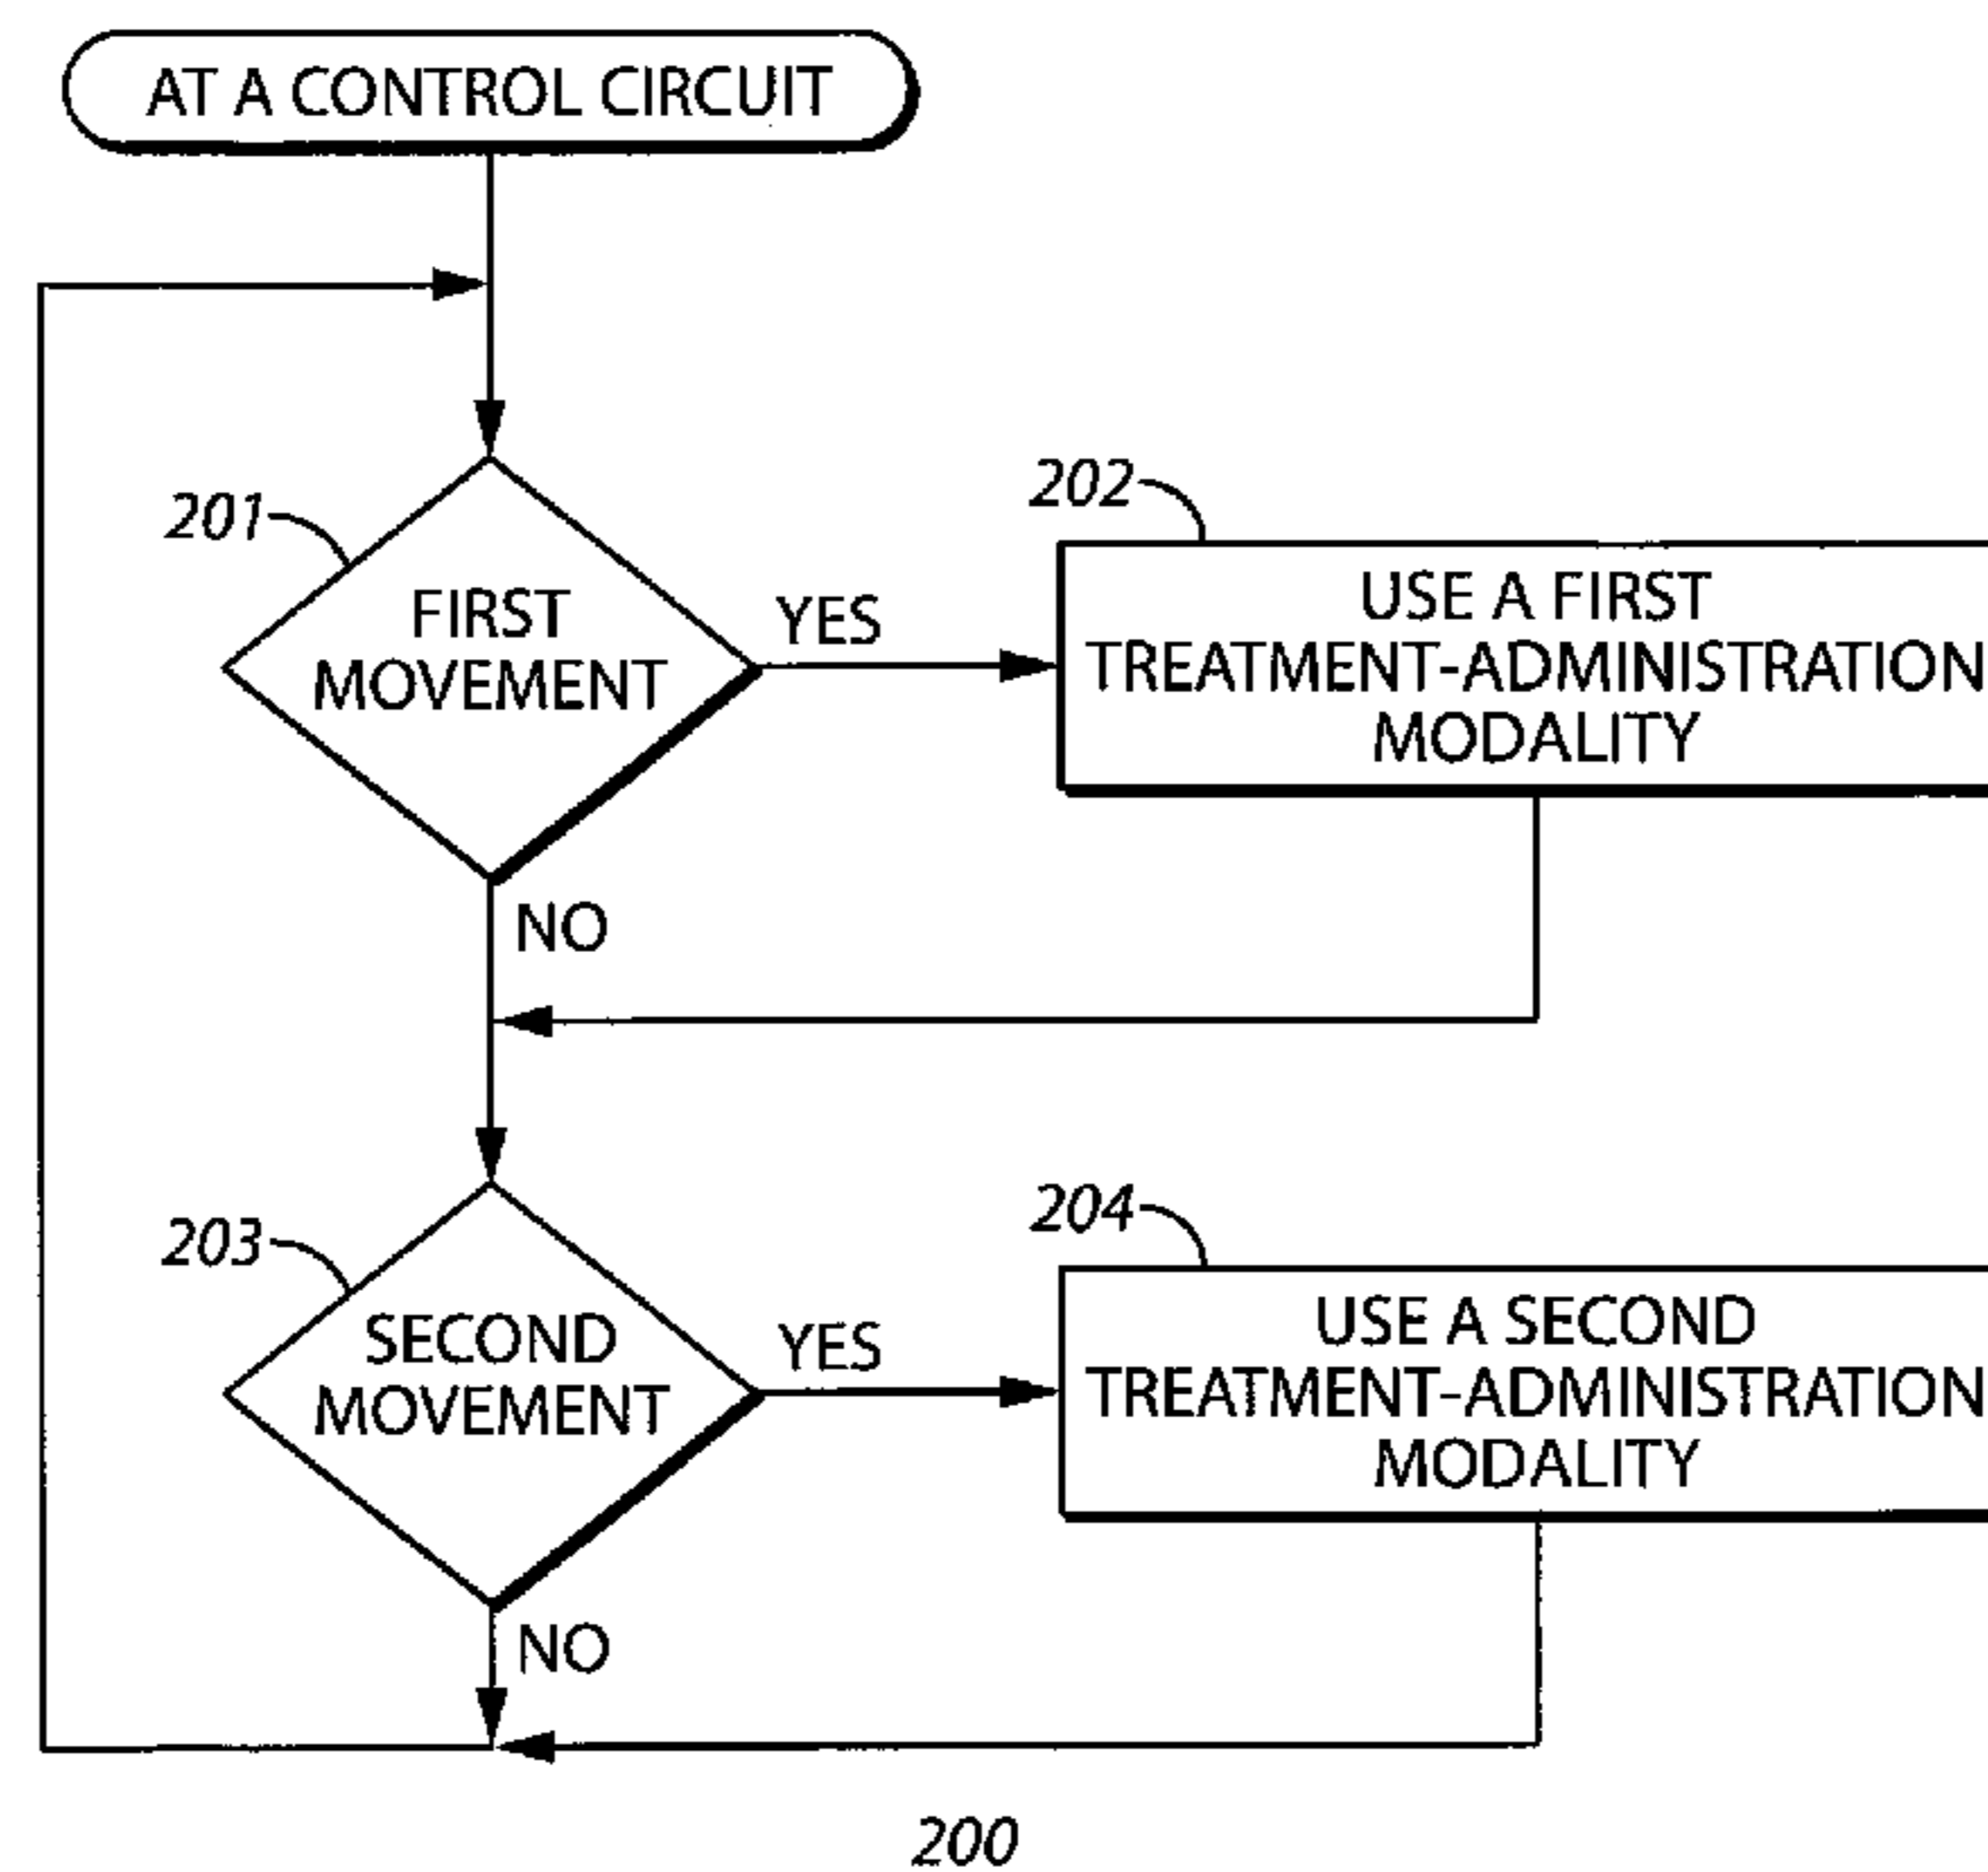 AT A CONTROL CIRCUIT
201
FIRST
MOVEMENT
YES
NO
202
USE A FIRST
TREATMENT-ADMINISTRATION
MODALITY
203
SECOND
MOVEMENT
YES
NO
204
USE A SECOND
TREATMENT-ADMINISTRATION
MODALITY
200